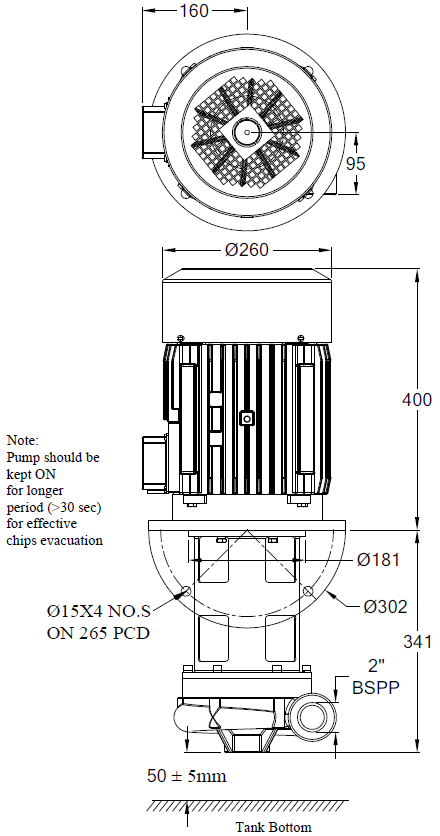 160
95
Ø260
400
Note:
Pump should be
kept ON
for longer
period (>30 sec)
for effective
chips evacuation
Ø181
Ø15X4 NO.S
ON 265 PCD
Ø302
341
2"
BSPP
50 ± 5mm
Tank Bottom